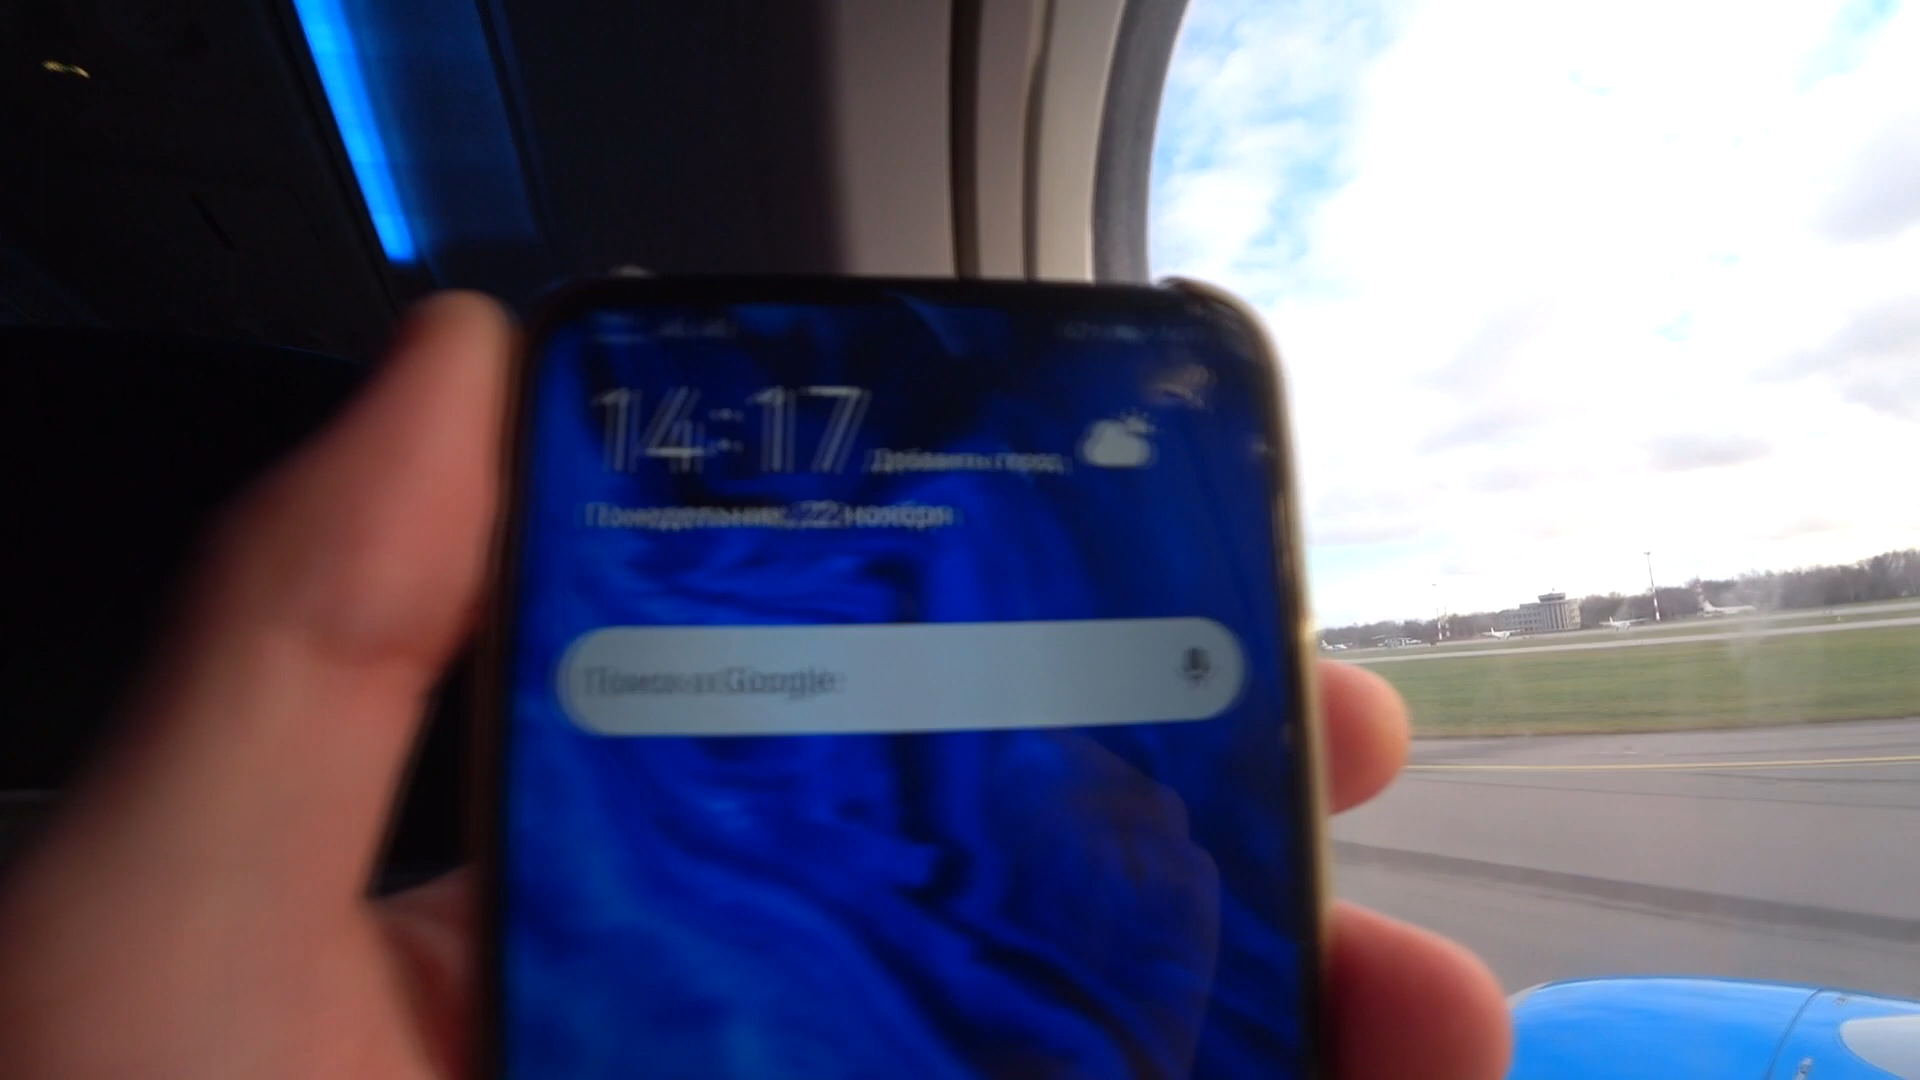 14:17
Добавить город
Понедельник, 22 ноября
Поиск в Google